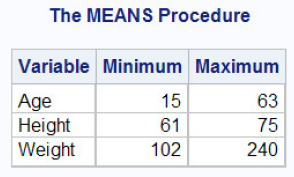 The MEANS Procedure
Variable Minimum Maximum
Age 15 63
Height 61 75
Weight 102 240